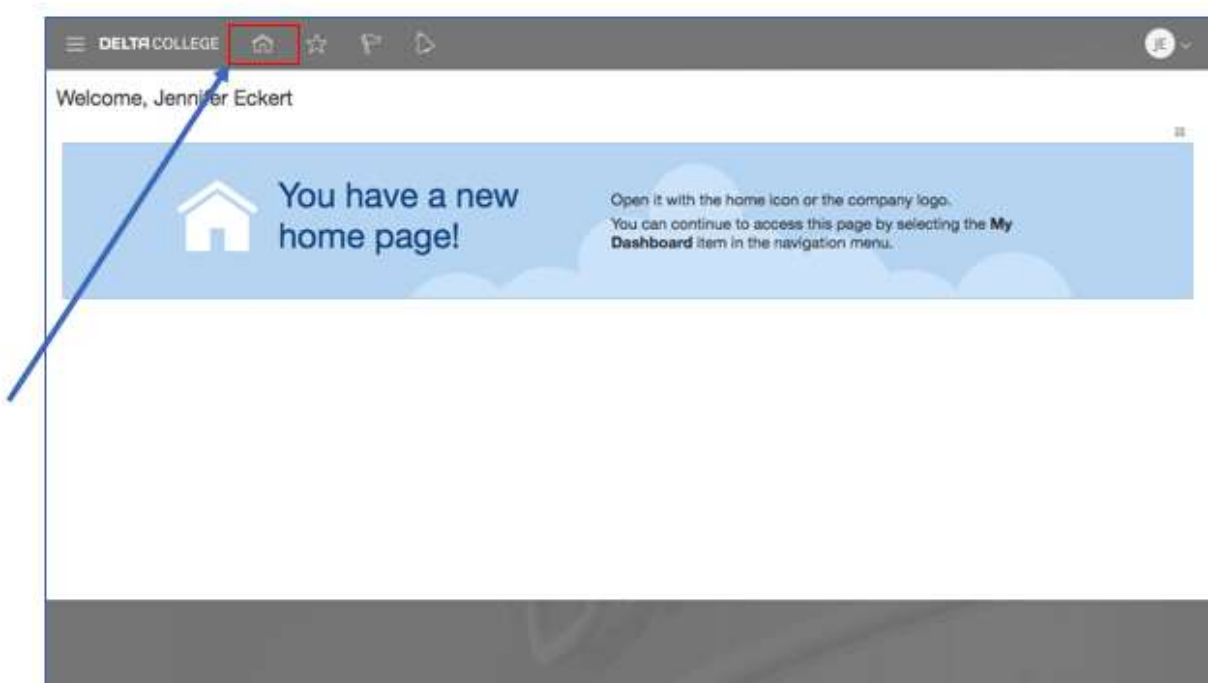 DELTA COLLEGE
JE
Welcome, Jennifer Eckert
You have a new
home page!
Open it with the home icon or the company logo.
You can continue to access this page by selecting the My
Dashboard item in the navigation menu.